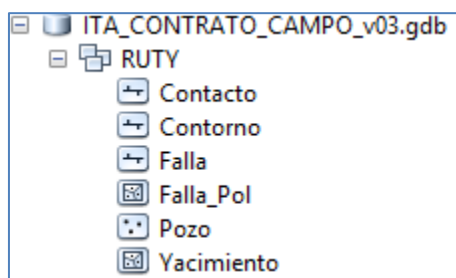 ITA_CONTRATO_CAMPO_v03.gdb
RUTY
Contacto
Contorno
Falla
Falla_Pol
Pozo
Yacimiento